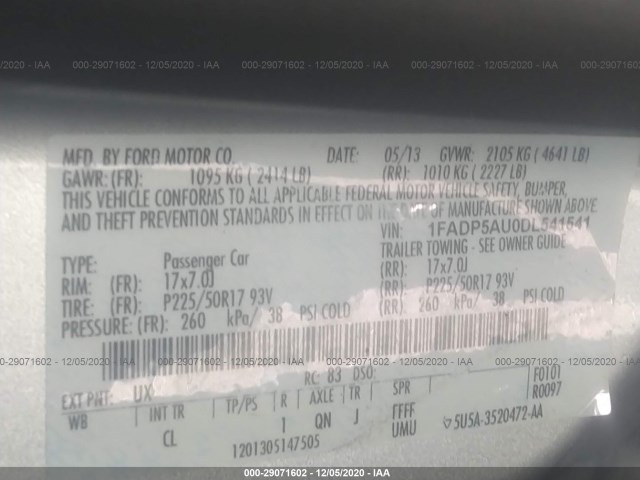 000-29071602 - 12/05/2020 - IAA
MFD. BY FORD MOTOR CO. DATE: 05/13 GVWR: 2105 KG ( 4641 LB)
GAWR: (FR): 1095 KG ( 2414 LB) (RR): 1010 KG ( 2227 LB)
THIS VEHICLE CONFORMS TO ALL APPLICABLE FEDERAL MOTOR VEHICLE SAFETY, BUMPER,
AND THEFT PREVENTION STANDARDS IN EFFECT ON THE DATE OF MANUFACTURE SHOWN ABOVE.
VIN: 1FADP5AU0DL541541
TYPE: Passenger Car TRAILER TOWING - SEE OWNER GUIDE
RIM: (FR): 17x7.0J (RR): 17x7.0J
TIRE: (FR): P225/50R17 93V (RR): P225/50R17 93V
PRESSURE: (FR): 260 kPa/ 38 PSI COLD (RR): 260 kPa/ 38 PSI COLD
000-29071602 - 12/05/2020 - IAA
EXT PNT: UX RC: 83 DSO: F0101
WB INT TR TP/PS R AXLE TR SPR R0097
CL 1 QN J FFFF
UMU 5U5A-3520472-AA
1201305147505
000-29071602 - 12/05/2020 - IAA